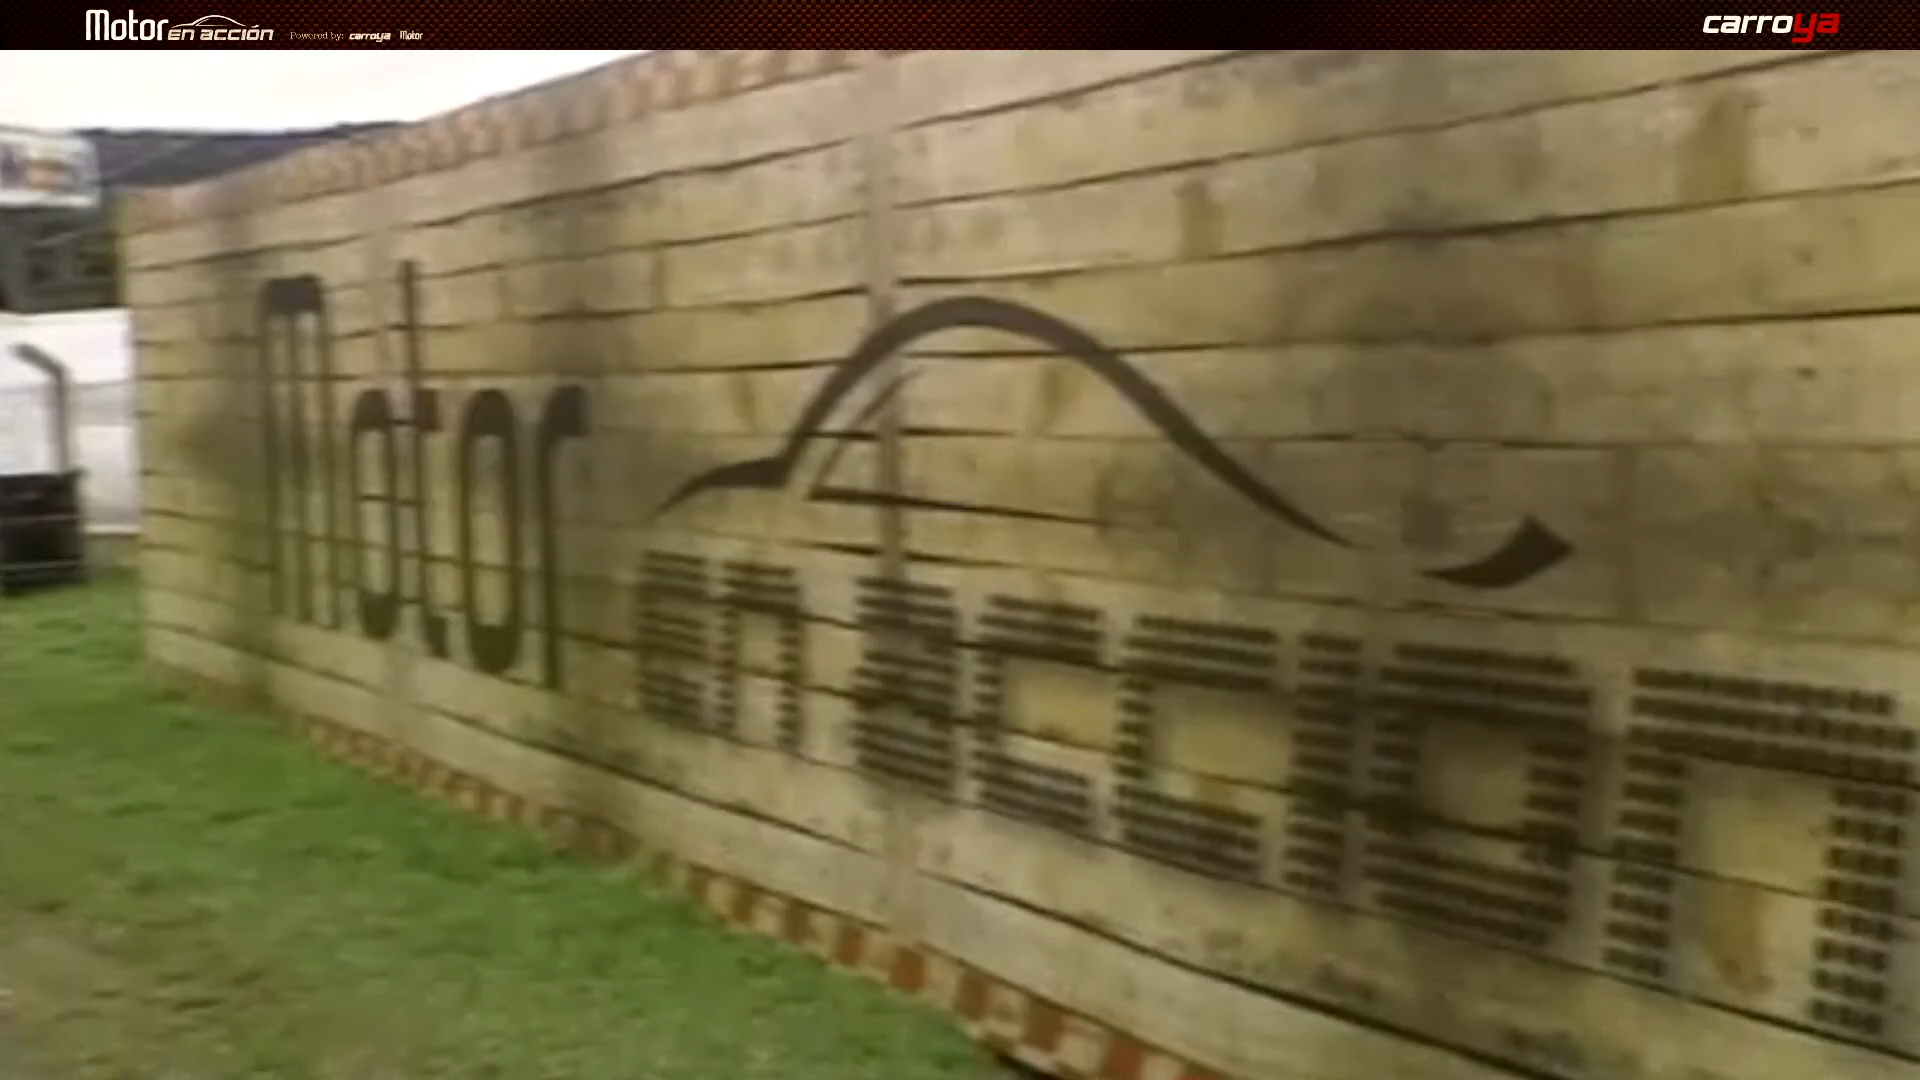 Motor en acción Powered by: carroya Motor
carroya
Motor
en acción